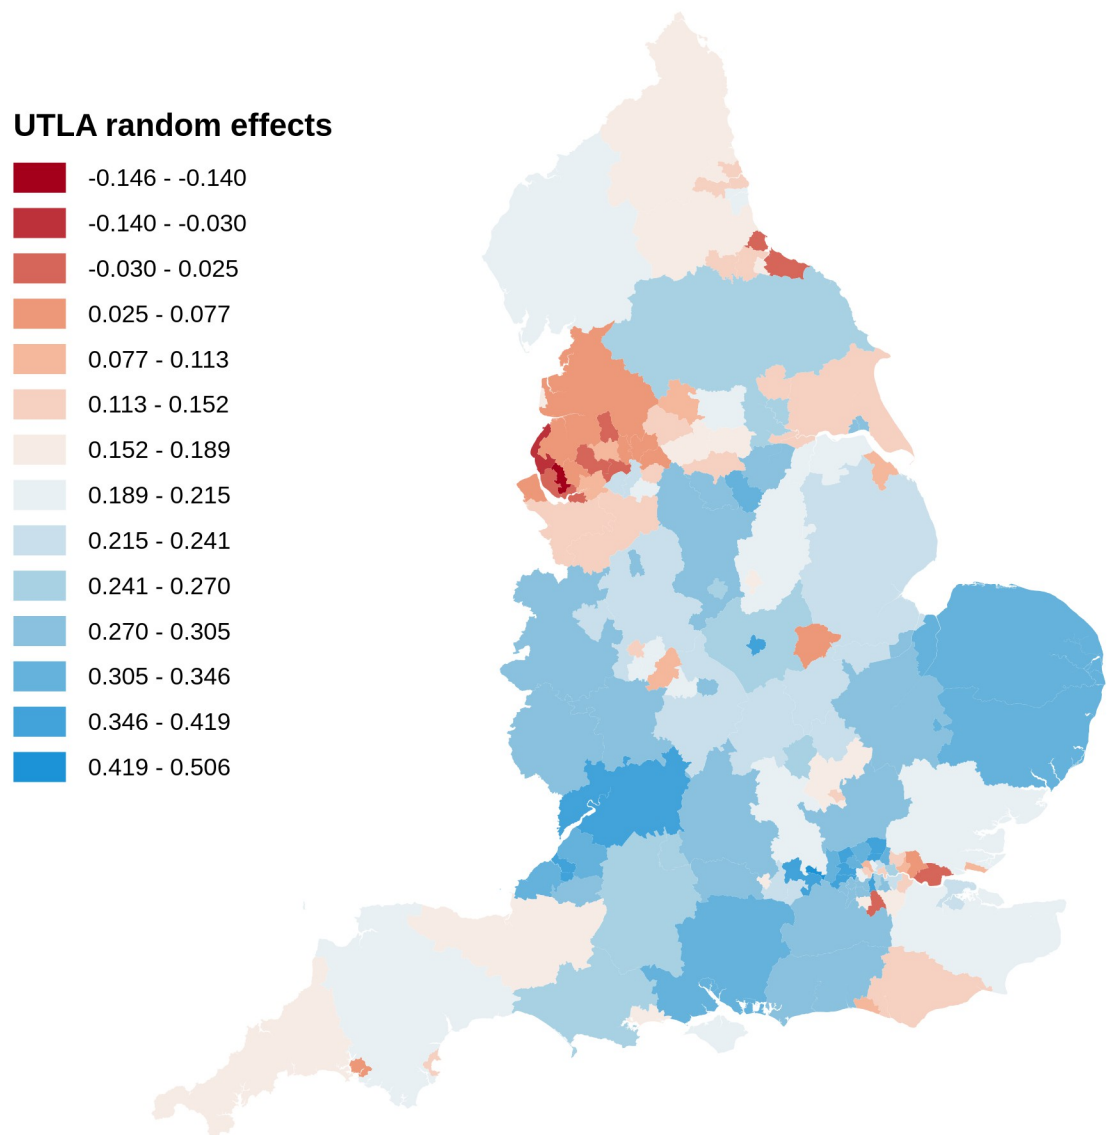 UTLA random effects
-0.146 - -0.140
-0.140 - -0.030
-0.030 - 0.025
0.025 - 0.077
0.077 - 0.113
0.113 - 0.152
0.152 - 0.189
0.189 - 0.215
0.215 - 0.241
0.241 - 0.270
0.270 - 0.305
0.305 - 0.346
0.346 - 0.419
0.419 - 0.506